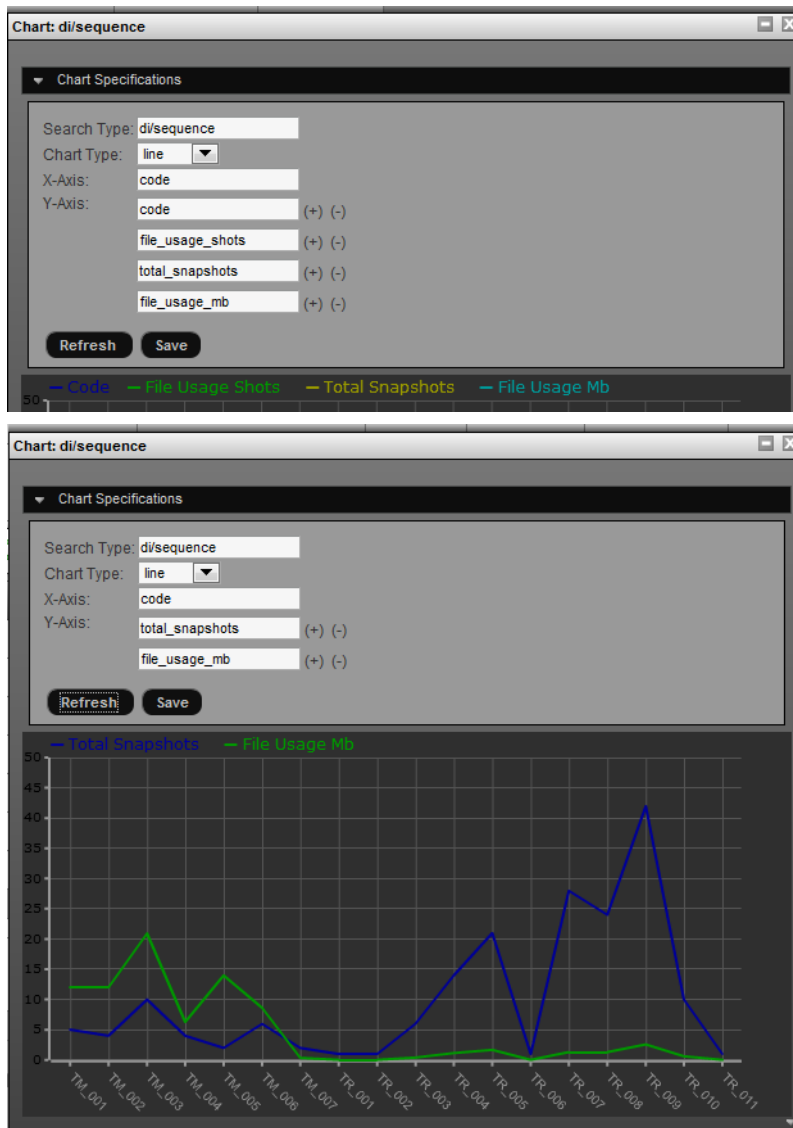 Chart: di/sequence
Chart Specifications
Search Type: di/sequence
Chart Type: line
X-Axis: code
Y-Axis: code (+) (-)
file_usage_shots (+) (-)
total_snapshots (+) (-)
file_usage_mb (+) (-)
Refresh Save
Code File Usage Shots Total Snapshots File Usage Mb
50
Chart: di/sequence
Chart Specifications
Search Type: di/sequence
Chart Type: line
X-Axis: code
Y-Axis: total_snapshots (+) (-)
file_usage_mb (+) (-)
Refresh Save
Total Snapshots File Usage Mb
50
45
40
35
30
25
20
15
10
5
0
TM_001 TM_002 TM_003 TM_004 TM_005 TM_006 TM_007 TR_001 TR_002 TR_003 TR_004 TR_005 TR_006 TR_007 TR_008 TR_009 TR_010 TR_011